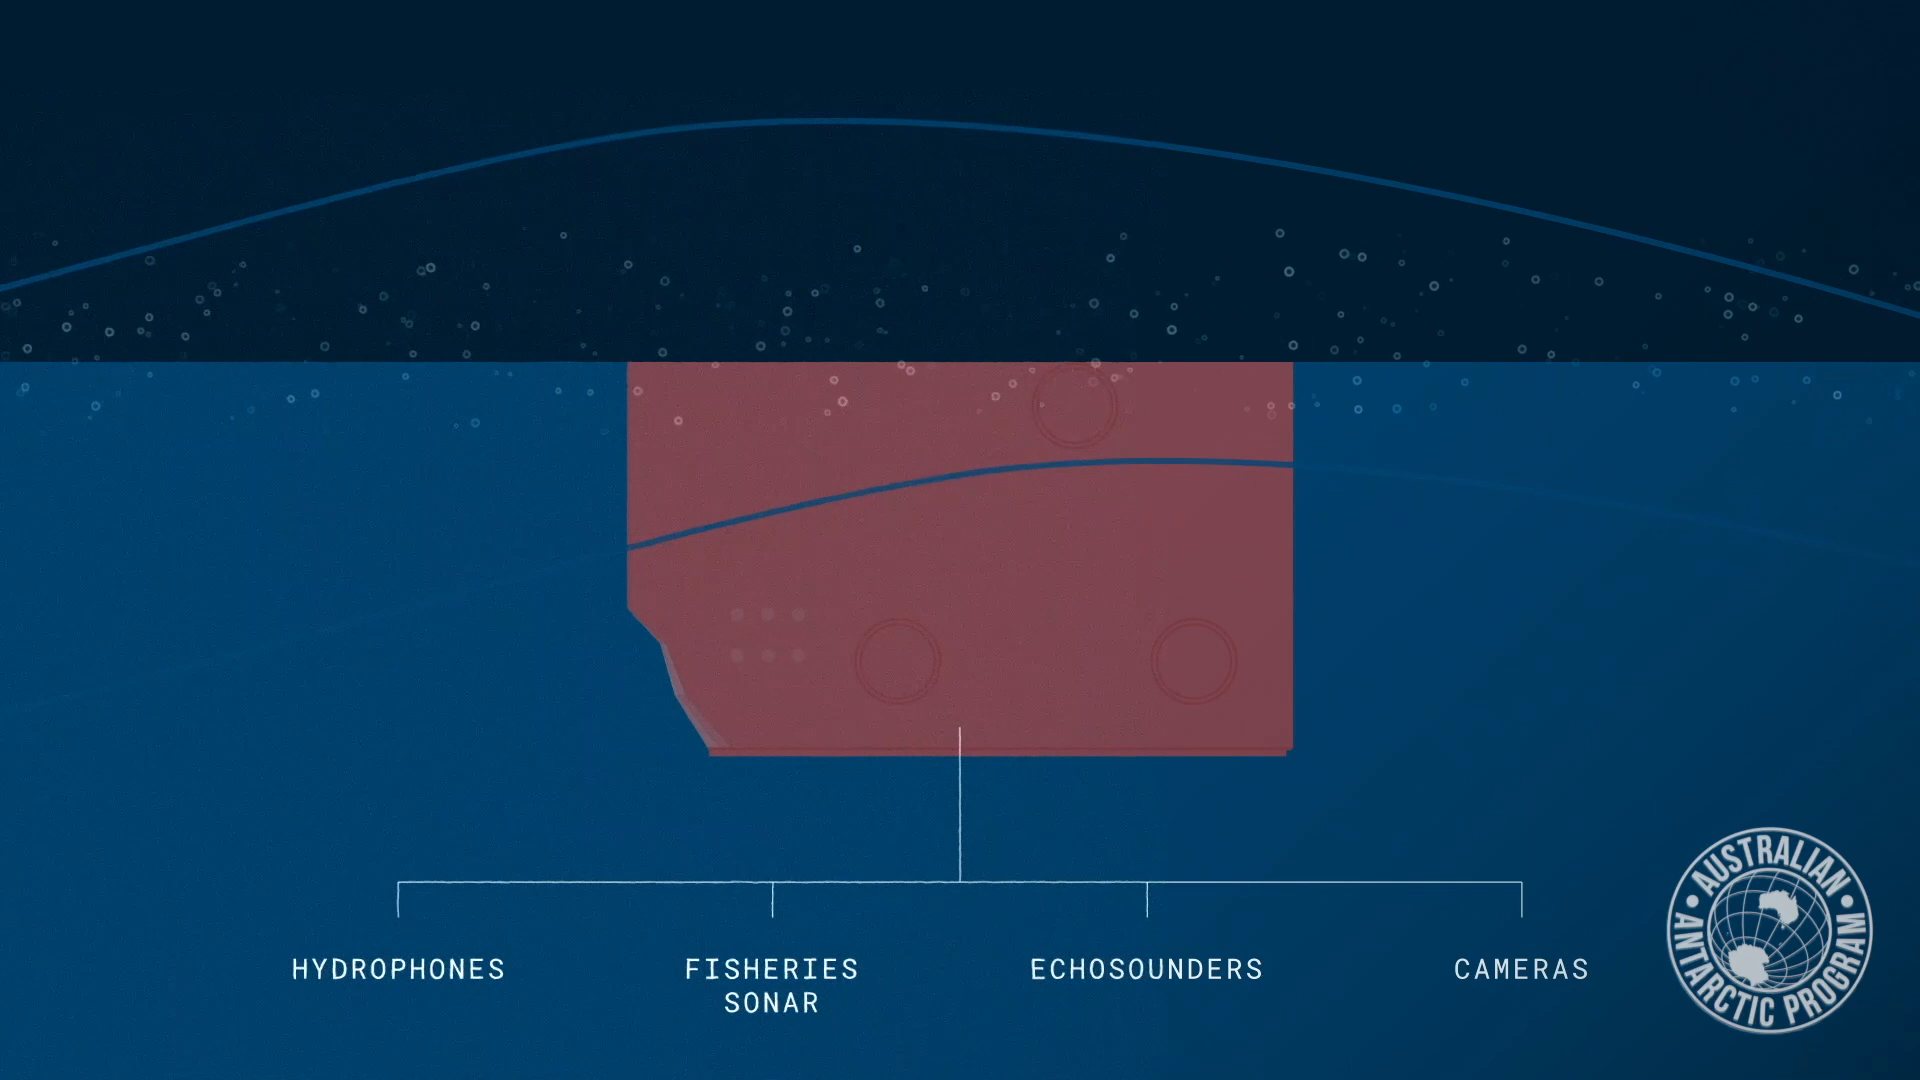 HYDROPHONES
FISHERIES
SONAR
ECHOSOUNDERS
CAMERAS
AUSTRALIAN
ANTARCTIC PROGRAM